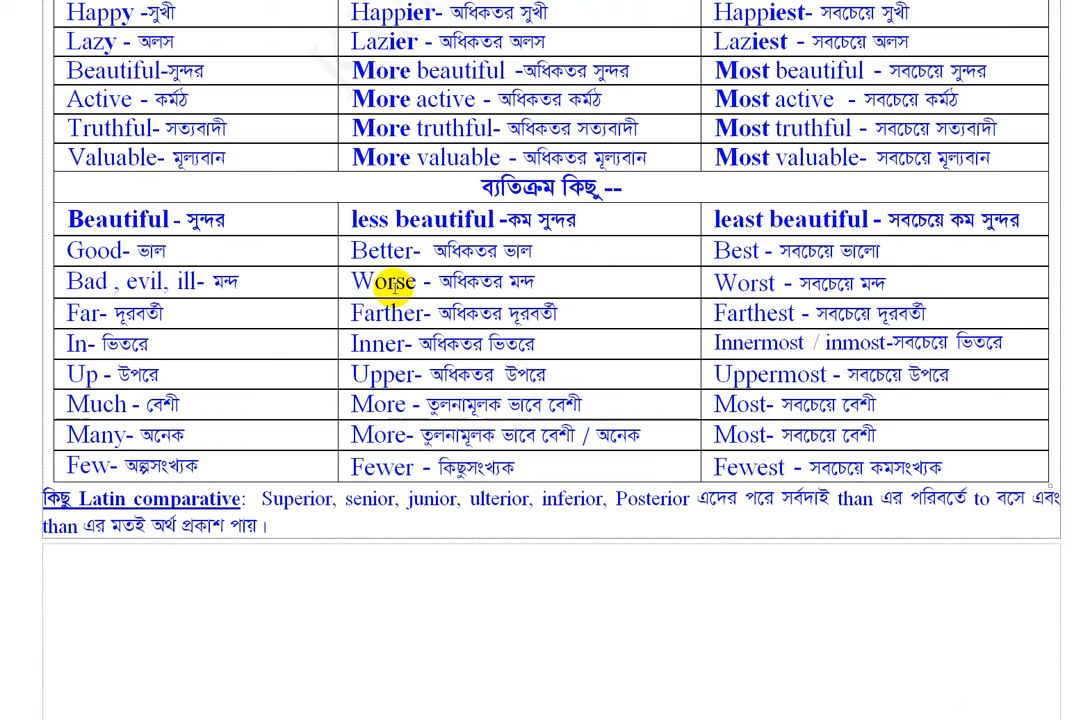 Happy -সুখী Happier- অধিকতর সুখী Happiest- সবচেয়ে সুখী
Lazy - অলস Lazier - অধিকতর অলস Laziest - সবচেয়ে অলস
Beautiful-সুন্দর More beautiful -অধিকতর সুন্দর Most beautiful - সবচেয়ে সুন্দর
Active - কর্মঠ More active - অধিকতর কর্মঠ Most active - সবচেয়ে কর্মঠ
Truthful- সত্যবাদী More truthful- অধিকতর সত্যবাদী Most truthful - সবচেয়ে সত্যবাদী
Valuable- মূল্যবান More valuable - অধিকতর মূল্যবান Most valuable- সবচেয়ে মূল্যবান
ব্যতিক্রম কিছু --
Beautiful - সুন্দর less beautiful -কম সুন্দর least beautiful - সবচেয়ে কম সুন্দর
Good- ভাল Better- অধিকতর ভাল Best - সবচেয়ে ভালো
Bad , evil, ill- মন্দ Worse - অধিকতর মন্দ Worst - সবচেয়ে মন্দ
Far- দূরবর্তী Farther- অধিকতর দূরবর্তী Farthest - সবচেয়ে দূরবর্তী
In- ভিতরে Inner- অধিকতর ভিতরে Innermost / inmost-সবচেয়ে ভিতরে
Up - উপরে Upper- অধিকতর উপরে Uppermost - সবচেয়ে উপরে
Much - বেশী More - তুলনামূলক ভাবে বেশী Most- সবচেয়ে বেশী
Many- অনেক More- তুলনামূলক ভাবে বেশী / অনেক Most- সবচেয়ে বেশী
Few- অল্পসংখ্যক Fewer - কিছুসংখ্যক Fewest - সবচেয়ে কমসংখ্যক
কিছু Latin comparative: Superior, senior, junior, ulterior, inferior, Posterior এদের পরে সর্বদাই than এর পরিবর্তে to বসে এবং
than এর মতই অর্থ প্রকাশ পায়।